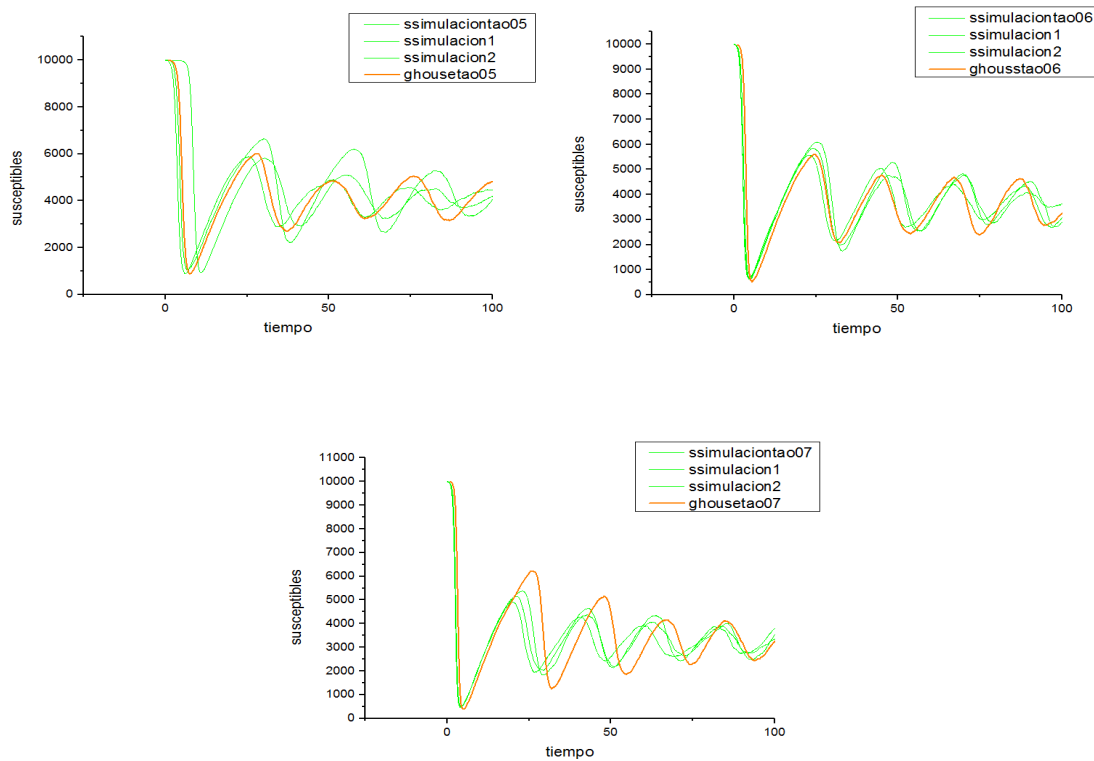 ssimulaciontao05
ssimulacion1
ssimulacion2
ghousetao05
10000
8000
6000
4000
2000
0
susceptibles
0
50
100
tiempo
ssimulaciontao06
ssimulacion1
ssimulacion2
ghousstao06
10000
9000
8000
7000
6000
5000
4000
3000
2000
1000
0
susceptibles
0
50
100
tiempo
ssimulaciontao07
ssimulacion1
ssimulacion2
ghousetao07
11000
10000
9000
8000
7000
6000
5000
4000
3000
2000
1000
0
susceptibles
0
50
100
tiempo